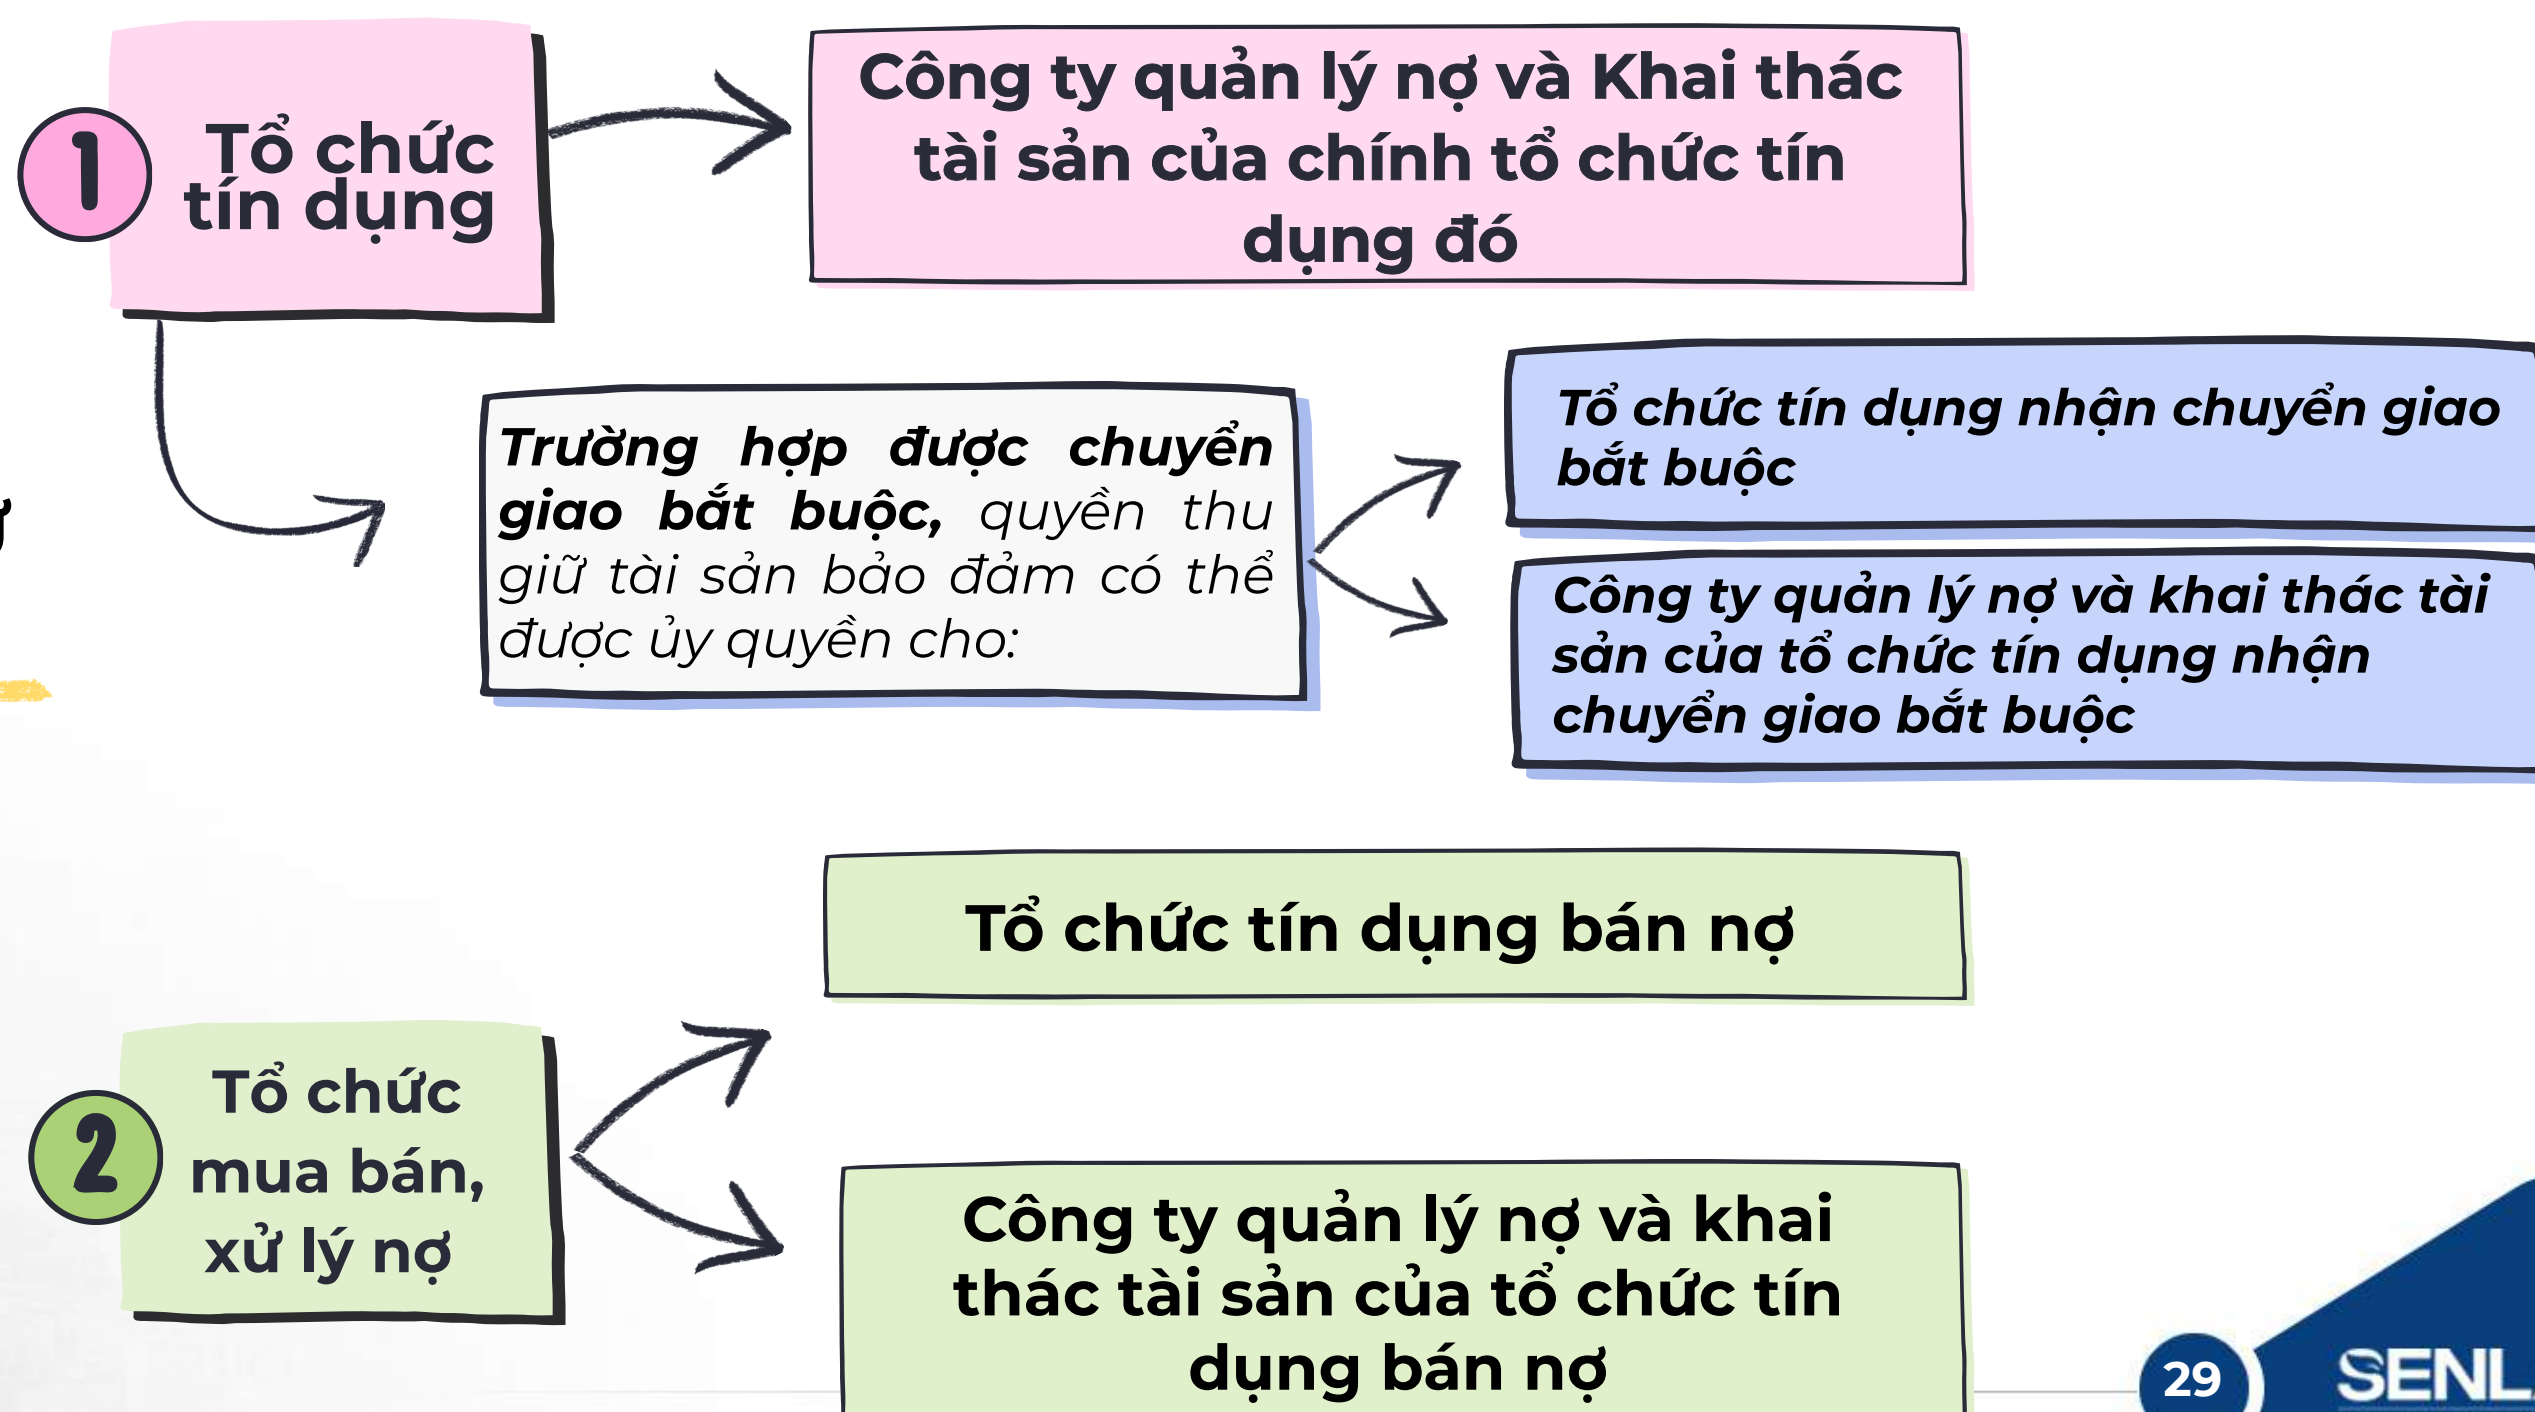 1
Tổ chức
tín dụng
Công ty quản lý nợ và Khai thác
tài sản của chính tổ chức tín
dụng đó
Trường hợp được chuyển
giao bắt buộc, quyền thu
giữ tài sản bảo đảm có thể
được ủy quyền cho:
Tổ chức tín dụng nhận chuyển giao
bắt buộc
Công ty quản lý nợ và khai thác tài
sản của tổ chức tín dụng nhận
chuyển giao bắt buộc
2
Tổ chức
mua bán,
xử lý nợ
Tổ chức tín dụng bán nợ
Công ty quản lý nợ và khai
thác tài sản của tổ chức tín
dụng bán nợ
29
SENL